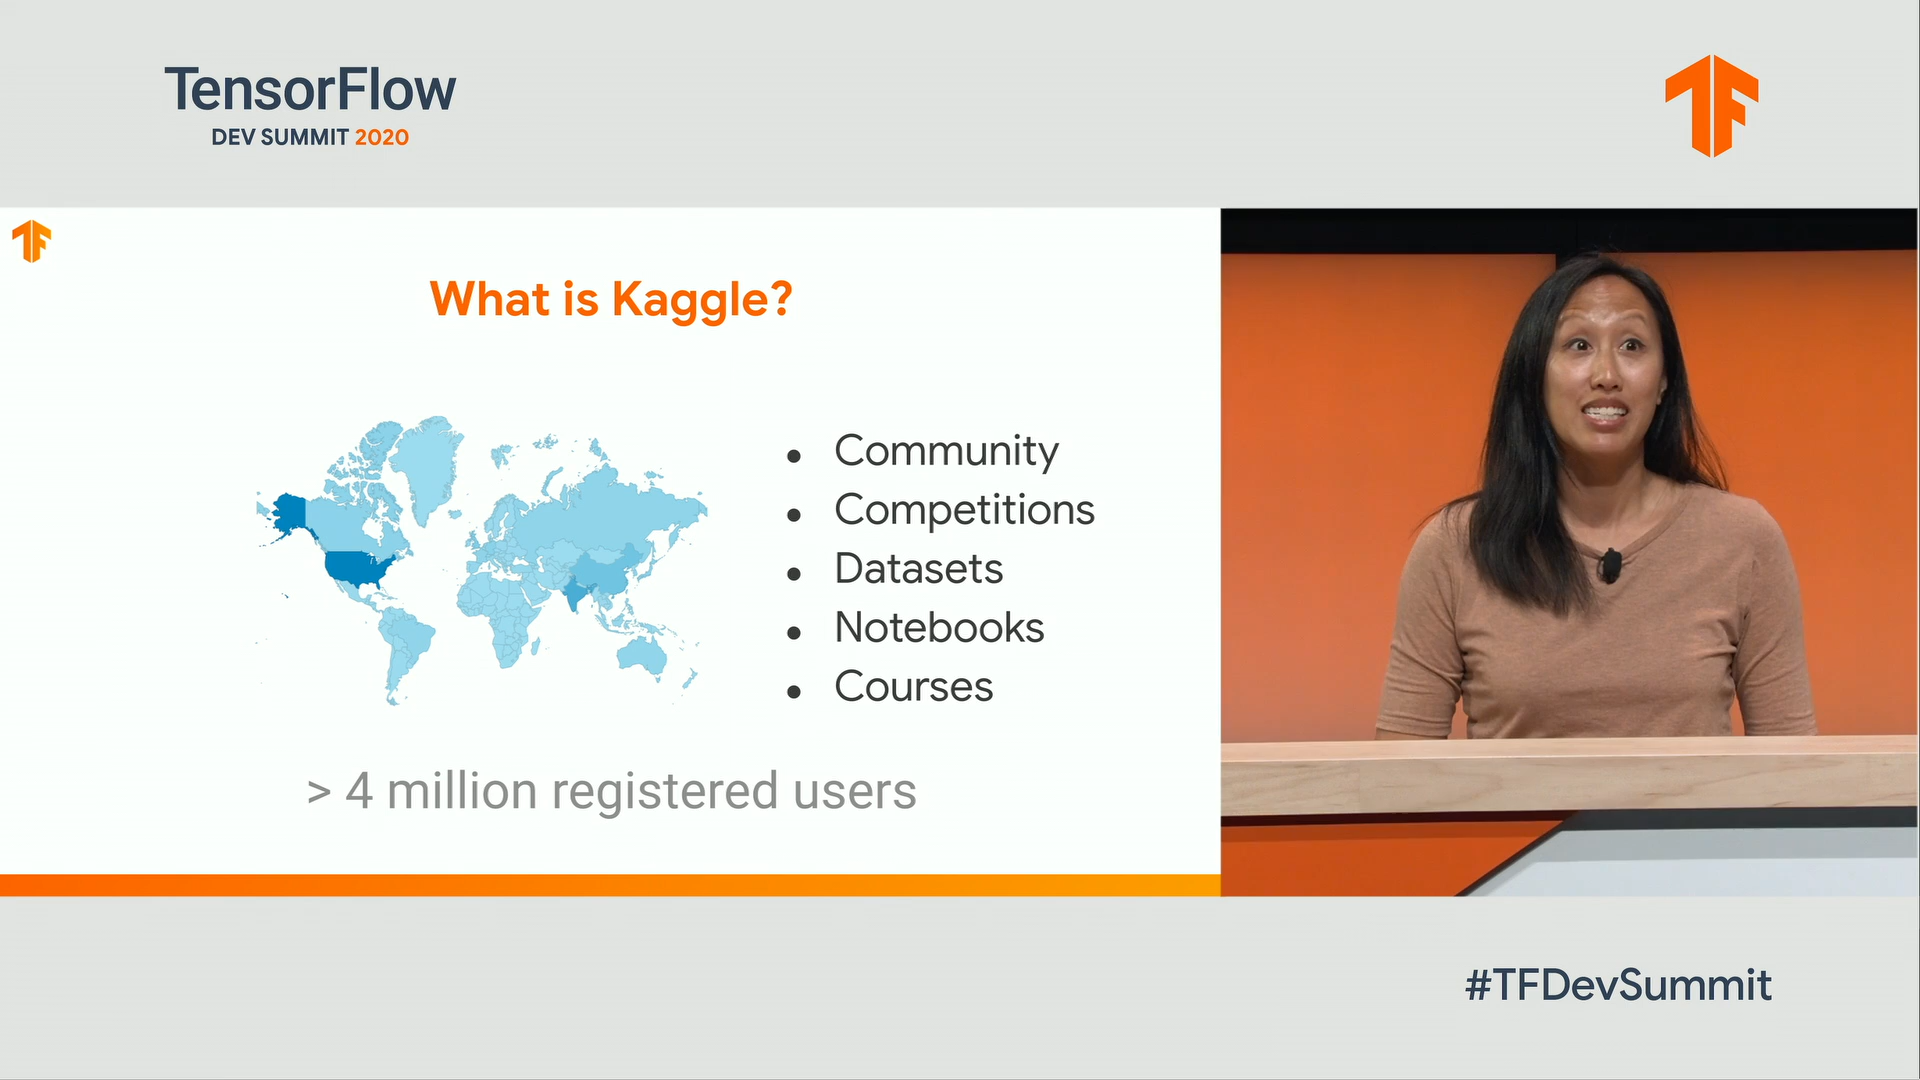 TensorFlow
DEV SUMMIT 2020
What is Kaggle?
• Community
• Competitions
• Datasets
• Notebooks
• Courses
> 4 million registered users
#TFDevSummit